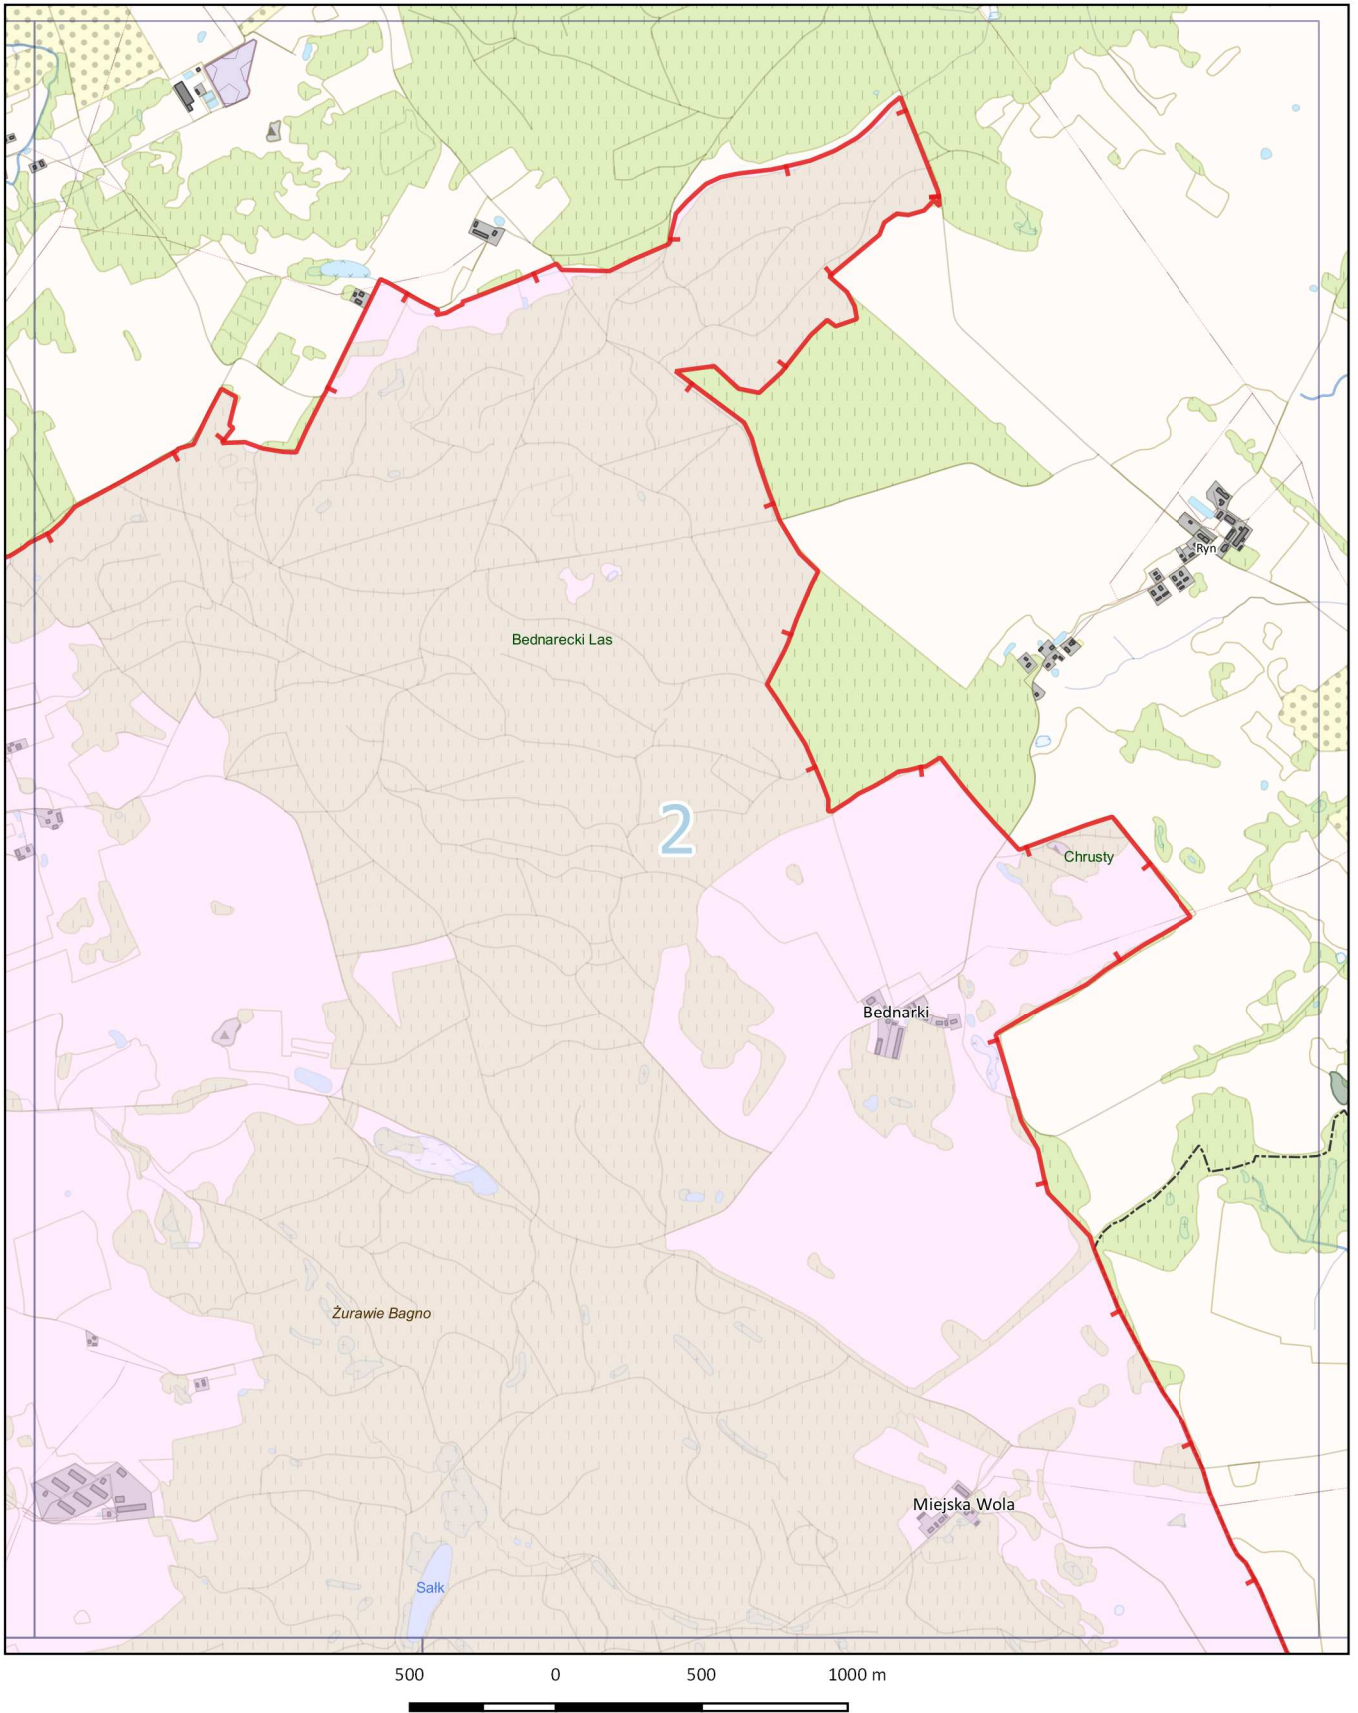 Ryn
Bednarecki Las
2
Chrusty
Bednarki
Żurawie Bagno
Miejska Wola
Sałk
500 0 500 1000 m